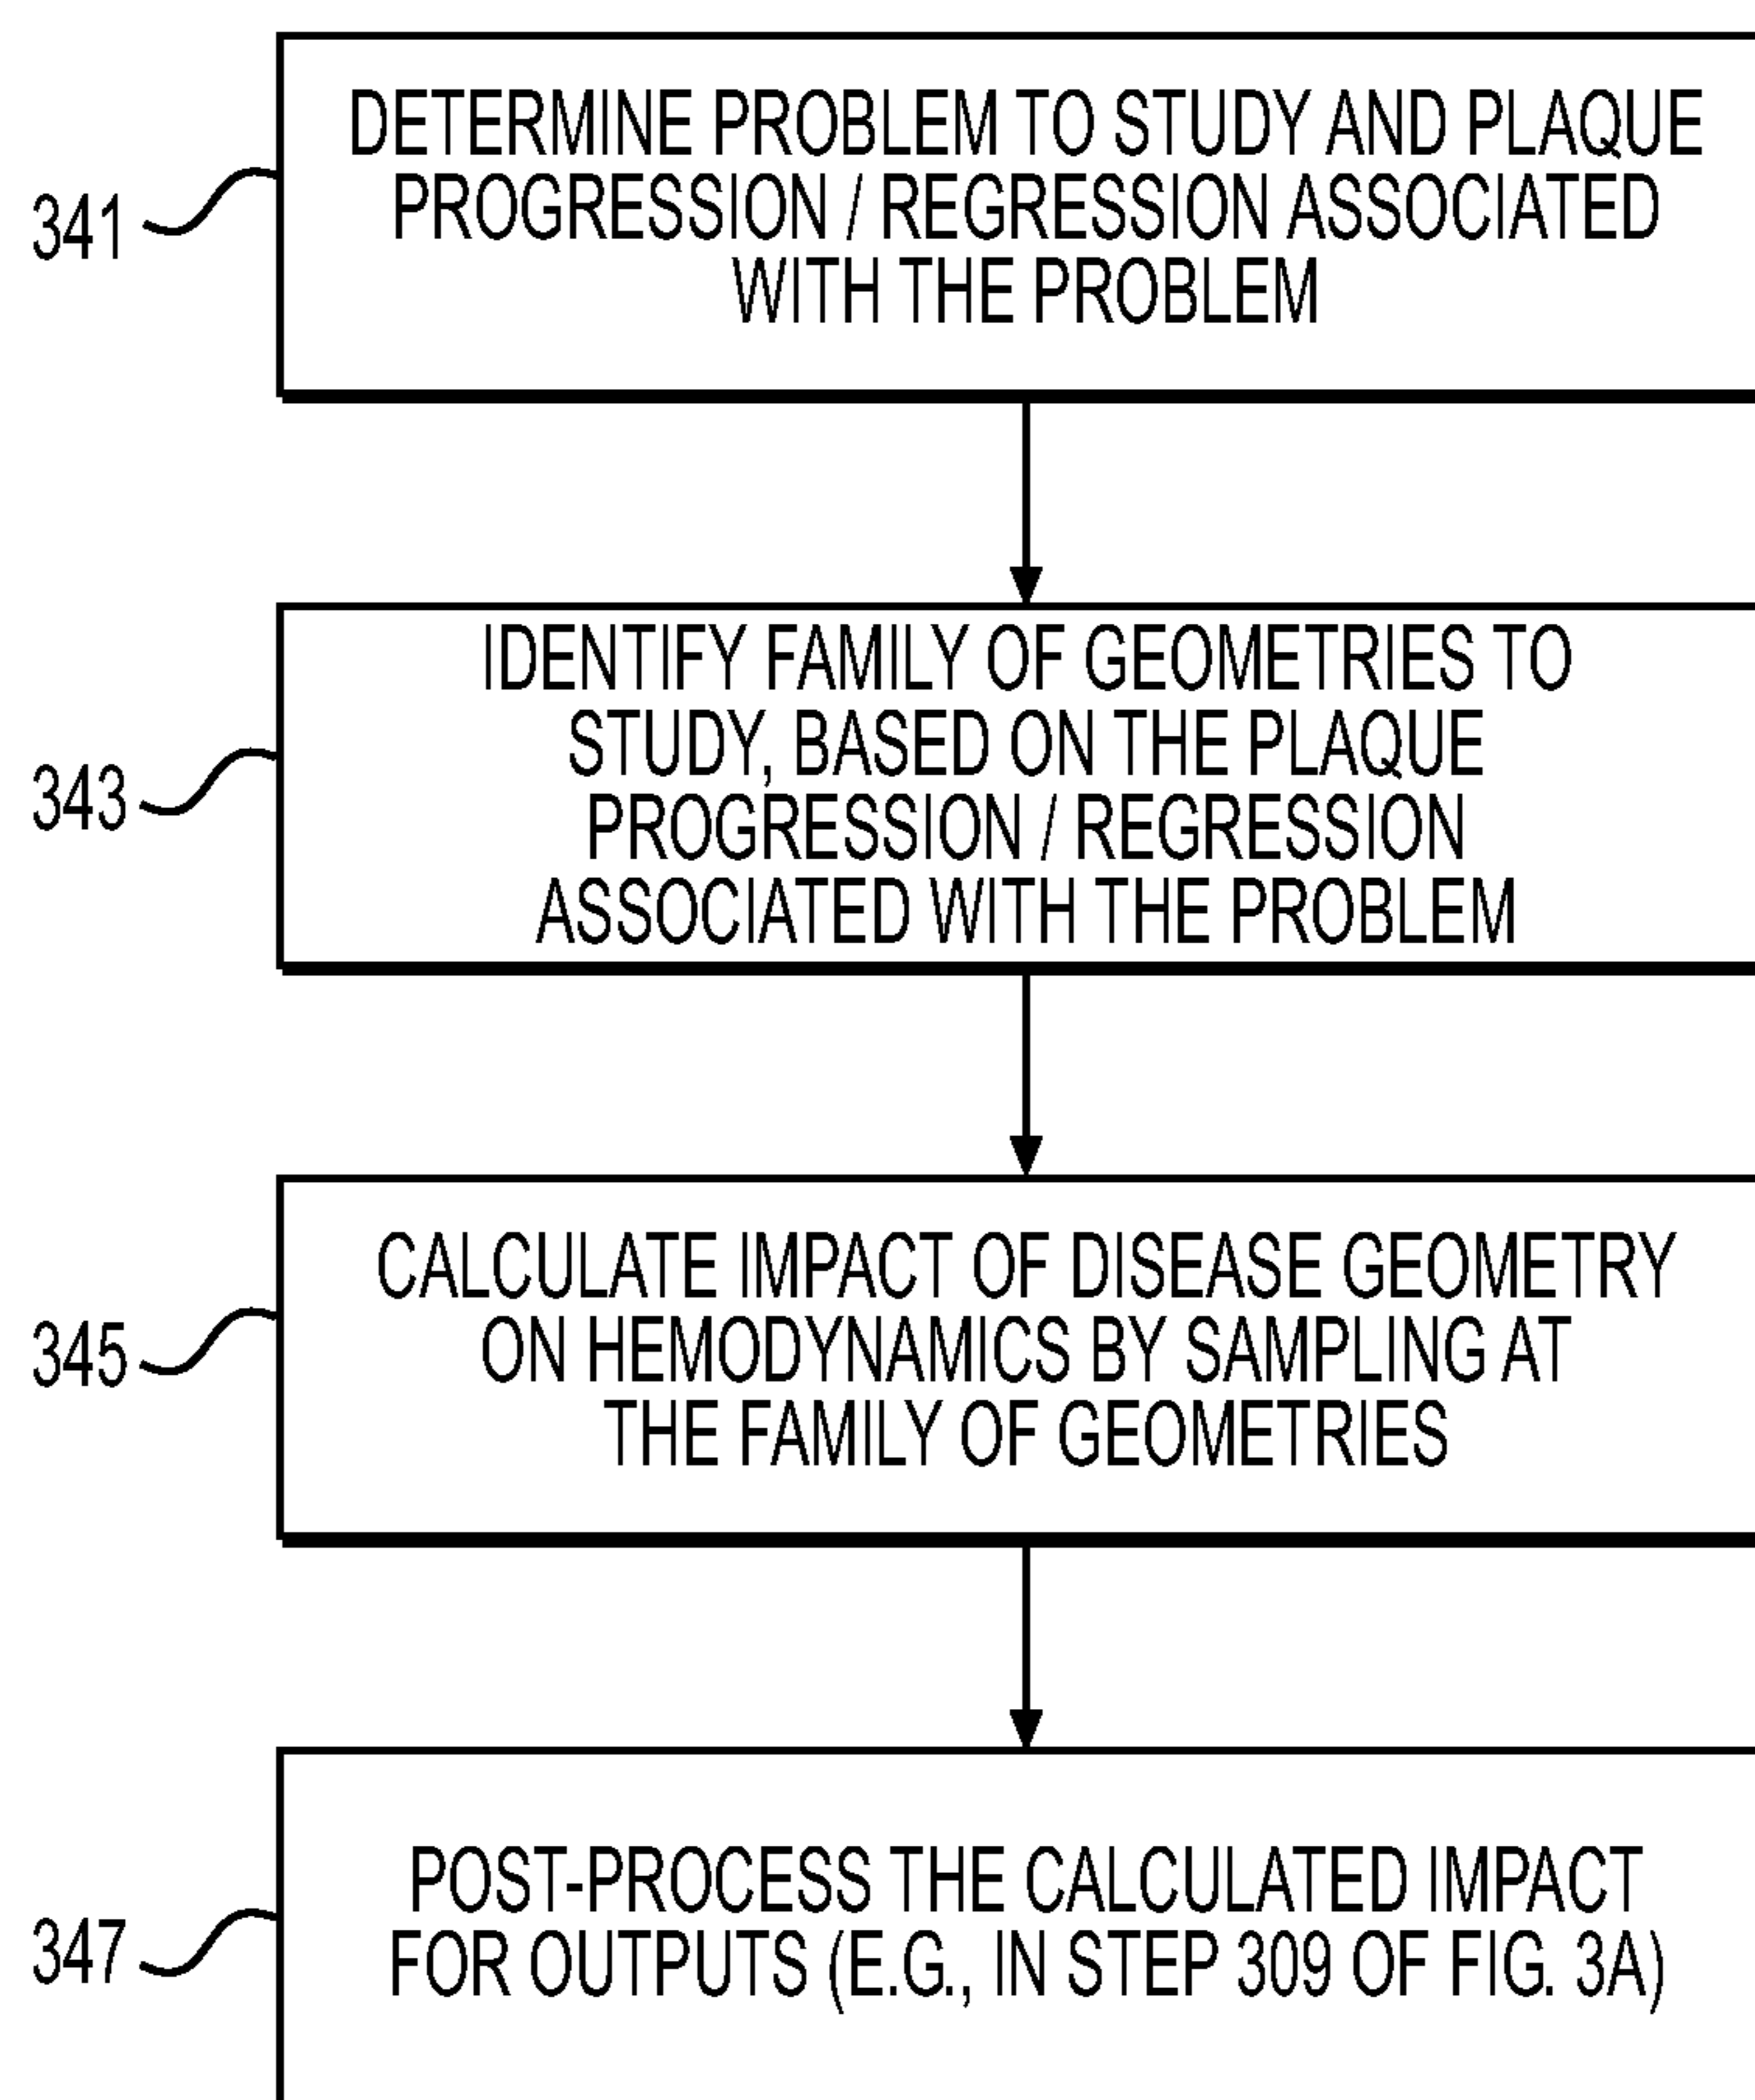 DETERMINE PROBLEM TO STUDY AND PLAQUE
PROGRESSION / REGRESSION ASSOCIATED
WITH THE PROBLEM
341
IDENTIFY FAMILY OF GEOMETRIES TO
STUDY, BASED ON THE PLAQUE
PROGRESSION / REGRESSION
ASSOCIATED WITH THE PROBLEM
343
CALCULATE IMPACT OF DISEASE GEOMETRY
ON HEMODYNAMICS BY SAMPLING AT
THE FAMILY OF GEOMETRIES
345
POST-PROCESS THE CALCULATED IMPACT
FOR OUTPUTS (E.G., IN STEP 309 OF FIG. 3A)
347